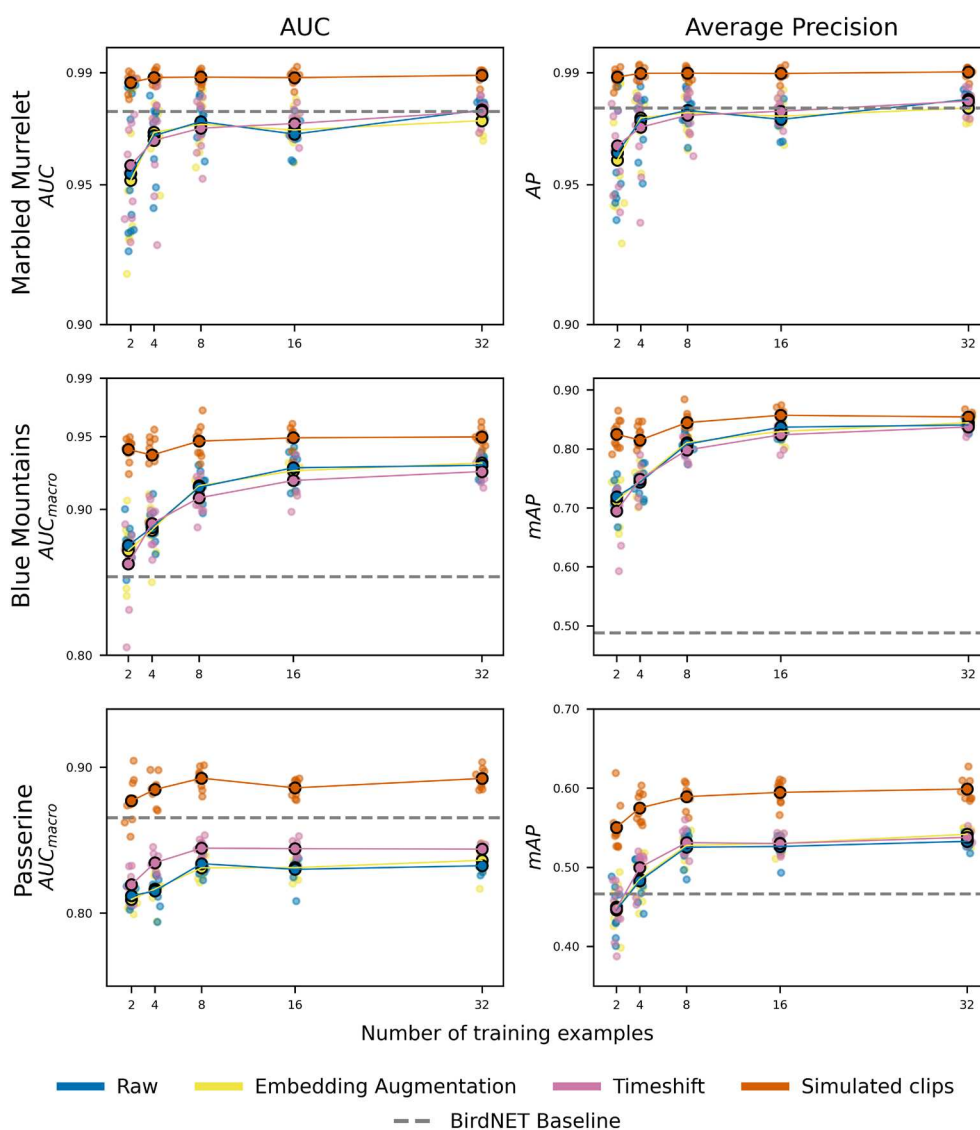 AUC
Average Precision
Marbled Murrelet
AUC
0.99
0.95
0.90
2 4 8 16 32
AP
0.99
0.95
0.90
2 4 8 16 32
Blue Mountains
AUCmacro
0.99
0.95
0.90
0.80
2 4 8 16 32
mAP
0.90
0.80
0.70
0.60
0.50
2 4 8 16 32
Passerine
AUCmacro
0.90
0.80
2 4 8 16 32
mAP
0.70
0.60
0.50
0.40
2 4 8 16 32
Number of training examples
Raw Embedding Augmentation Timeshift Simulated clips
BirdNET Baseline